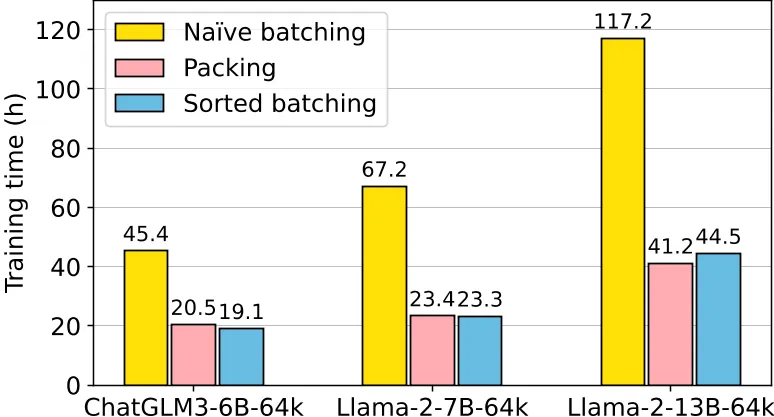 Training time (h)
120
100
80
60
40
20
0
Naïve batching
Packing
Sorted batching
45.4
20.5
19.1
67.2
23.4
23.3
117.2
41.2
44.5
ChatGLM3-6B-64k
Llama-2-7B-64k
Llama-2-13B-64k